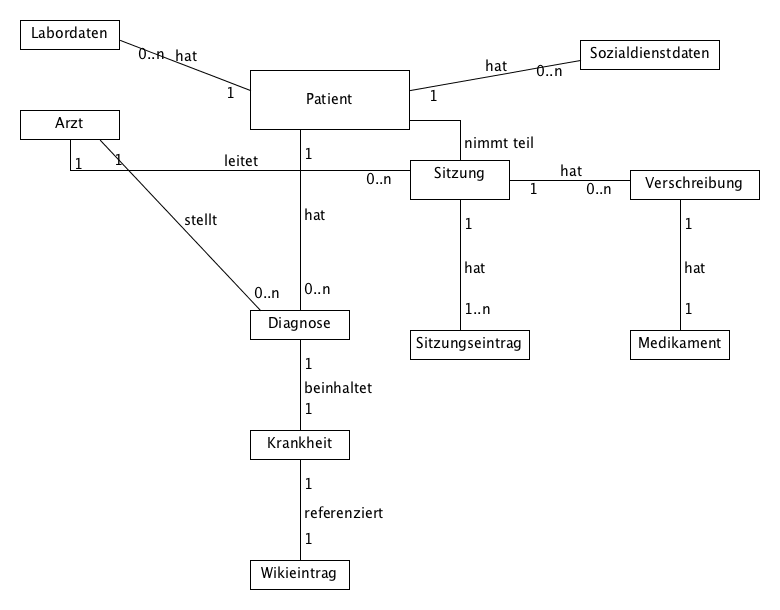 Labordaten
0..n
hat
1
Patient
hat
1
0..n
Sozialdienstdaten
Arzt
1
1
leitet
0..n
nimmt teil
Sitzung
hat
1
0..n
Verschreibung
1
hat
0..n
stellt
0..n
Diagnose
1
hat
1..n
Sitzungseintrag
1
hat
1
Medikament
1
beinhaltet
1
Krankheit
1
referenziert
1
Wikieintrag